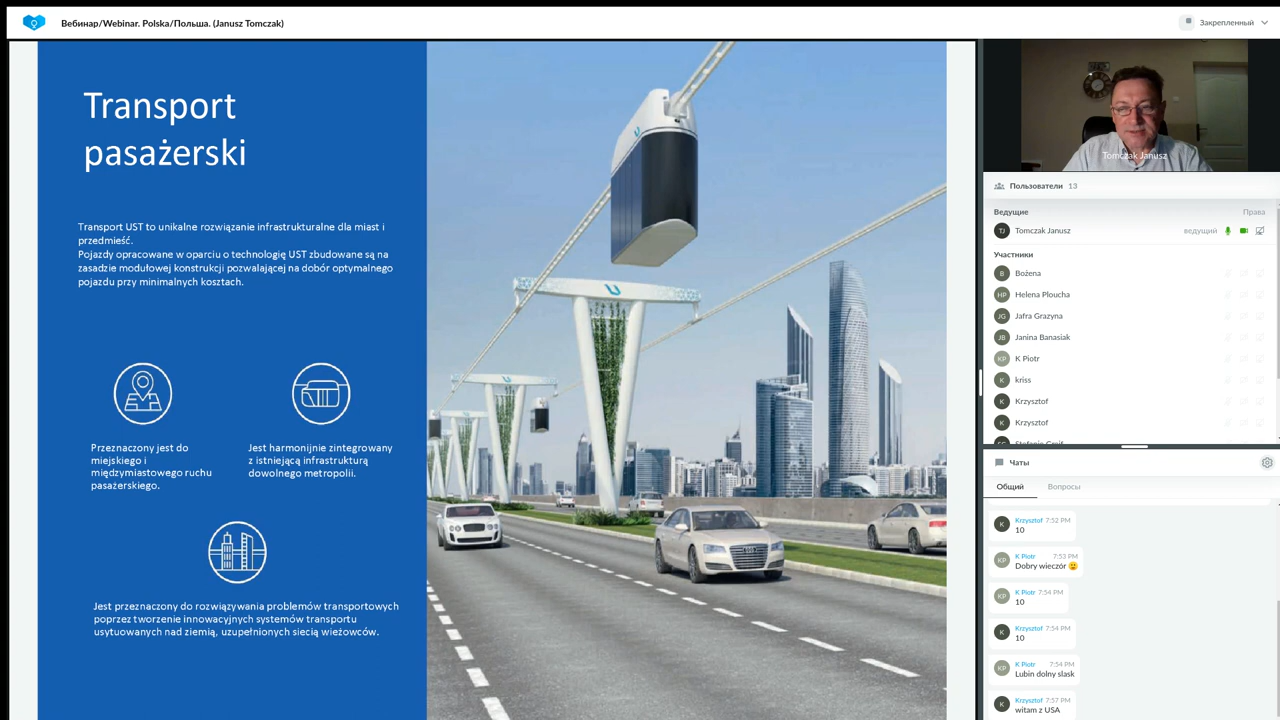 Вебинар/Webinar. Polska/Польша. (Janusz Tomczak)
Закрепленный
Transport
pasażerski
Transport UST to unikalne rozwiązanie infrastrukturalne dla miast i
przedmieść.
Pojazdy opracowane w oparciu o technologię UST zbudowane są na
zasadzie modułowej konstrukcji pozwalającej na dobór optymalnego
pojazdu przy minimalnych kosztach.
Przeznaczony jest do
miejskiego i
międzymiastowego ruchu
pasażerskiego.
Jest harmonijnie zintegrowany
z istniejącą infrastrukturą
dowolnego metropolii.
Jest przeznaczony do rozwiązywania problemów transportowych
poprzez tworzenie innowacyjnych systemów transportu
usytuowanych nad ziemią, uzupełnionych siecią wieżowców.
Tomczak Janusz
Пользователи 13
Ведущие Права
TJ Tomczak Janusz ведущий
Участники
B Bożena
HP Helena Ploucha
JG Jafra Grazyna
JB Janina Banasiak
KP K Piotr
K kriss
K Krzysztof
K Krzysztof
Чаты
Общий Вопросы
Krzysztof 7:52 PM
K 10
K Piotr 7:53 PM
KP Dobry wieczór 🙂
K Piotr 7:54 PM
KP 10
Krzysztof 7:54 PM
K 10
K Piotr 7:54 PM
KP Lubin dolny slask
Krzysztof 7:57 PM
K witam z USA